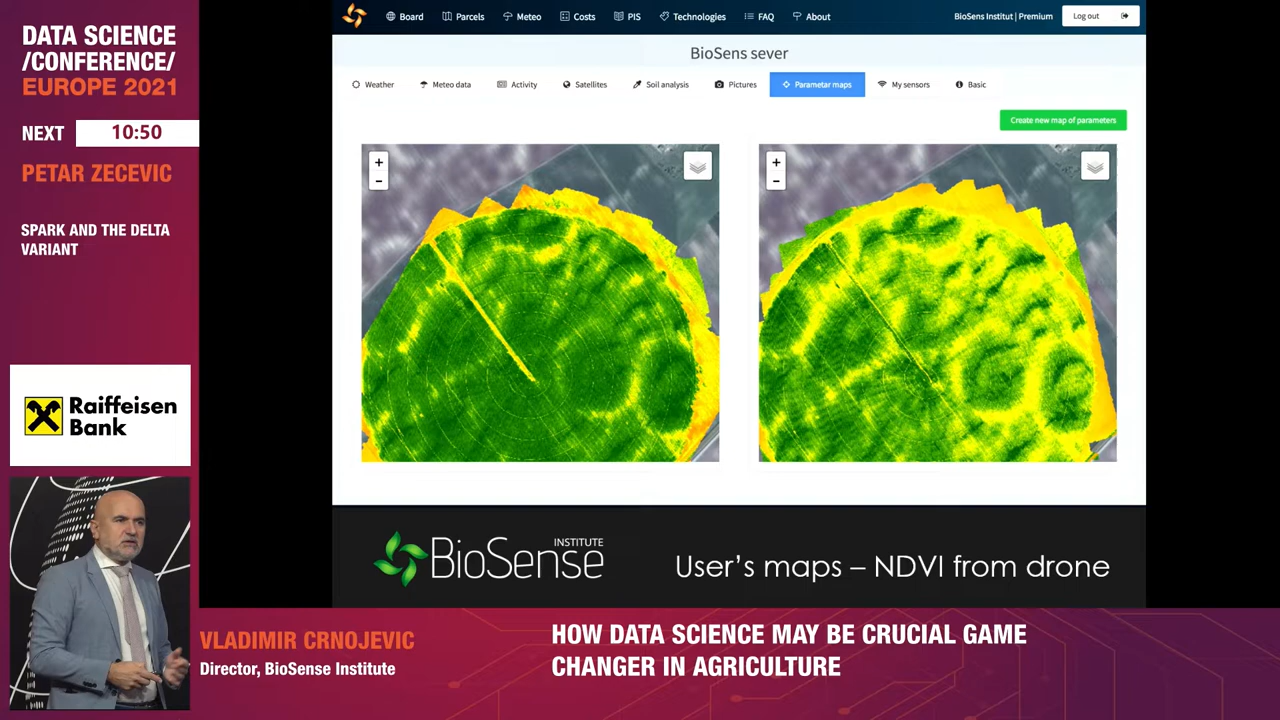 DATA SCIENCE
/CONFERENCE/
EUROPE 2021
NEXT 10:50
PETAR ZECEVIC
SPARK AND THE DELTA
VARIANT
Raiffeisen
Bank
Board Parcels Meteo Costs PIS Technologies FAQ About BioSens Institut | Premium Log out
BioSens sever
Weather Meteo data Activity Satellites Soil analysis Pictures Parametar maps My sensors Basic
Create new map of parameters
+ +
- -
INSTITUTE
BioSense
User's maps – NDVI from drone
VLADIMIR CRNOJEVIC
Director, BioSense Institute
HOW DATA SCIENCE MAY BE CRUCIAL GAME
CHANGER IN AGRICULTURE